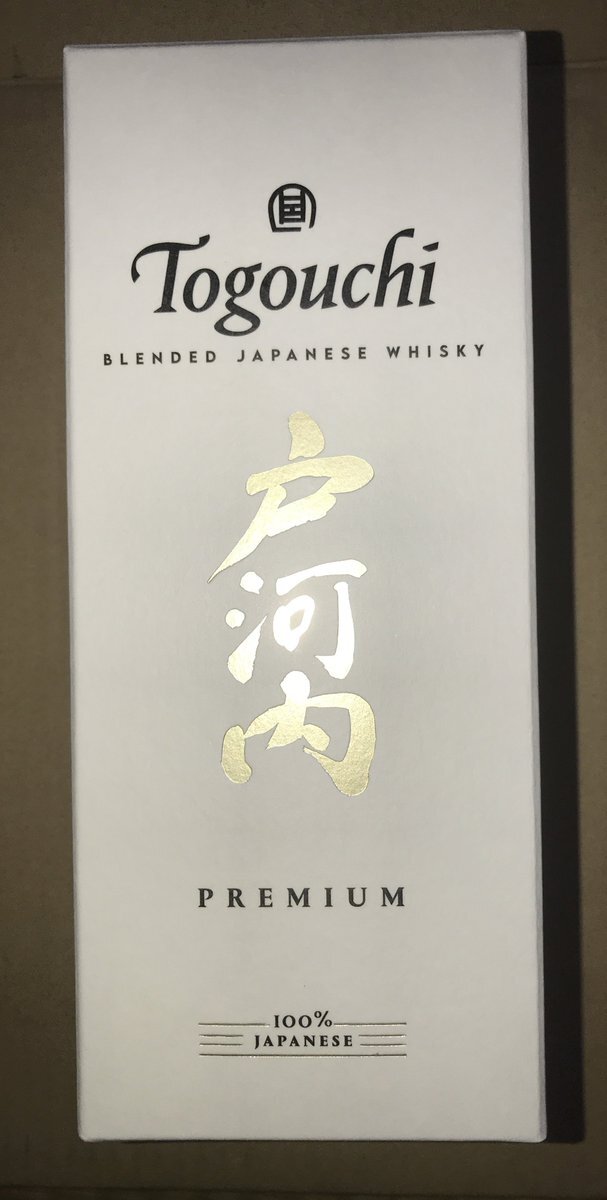 Togouchi
BLENDED JAPANESE WHISKY
戸河内
PREMIUM
100%
JAPANESE